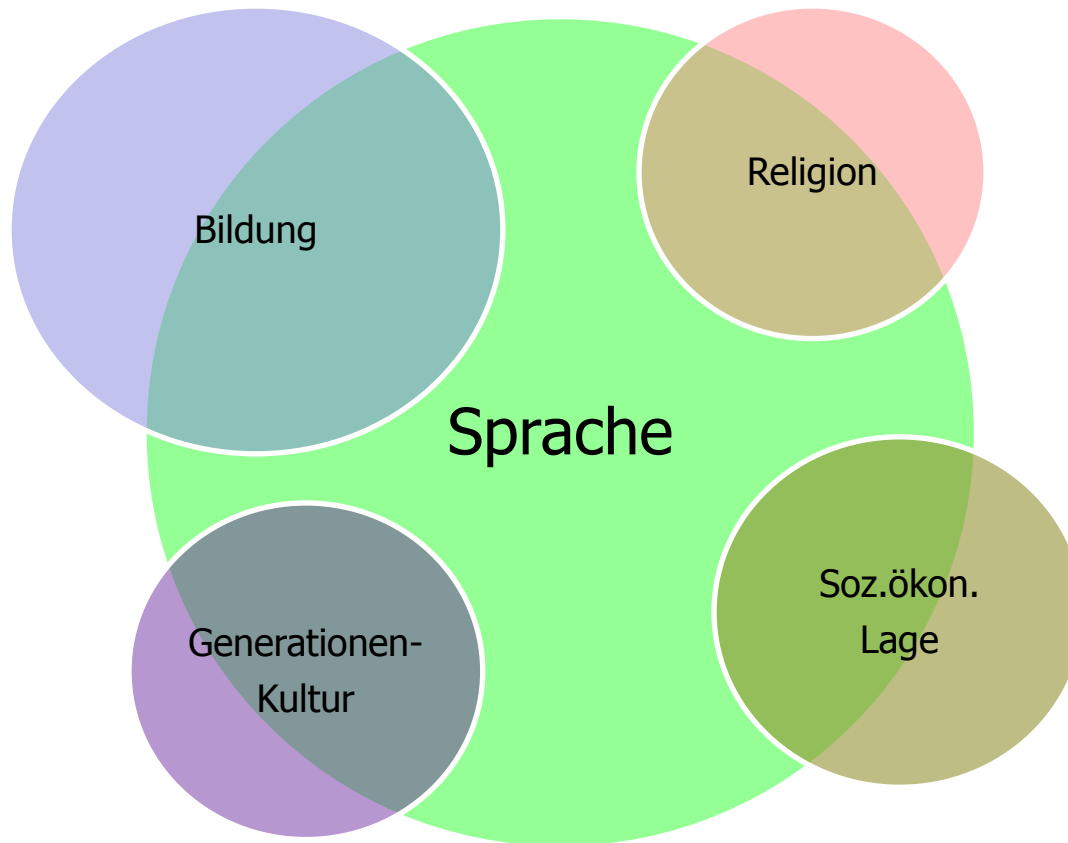 Religion
Bildung
Sprache
Soz.ökon.
Lage
Generationen-
Kultur